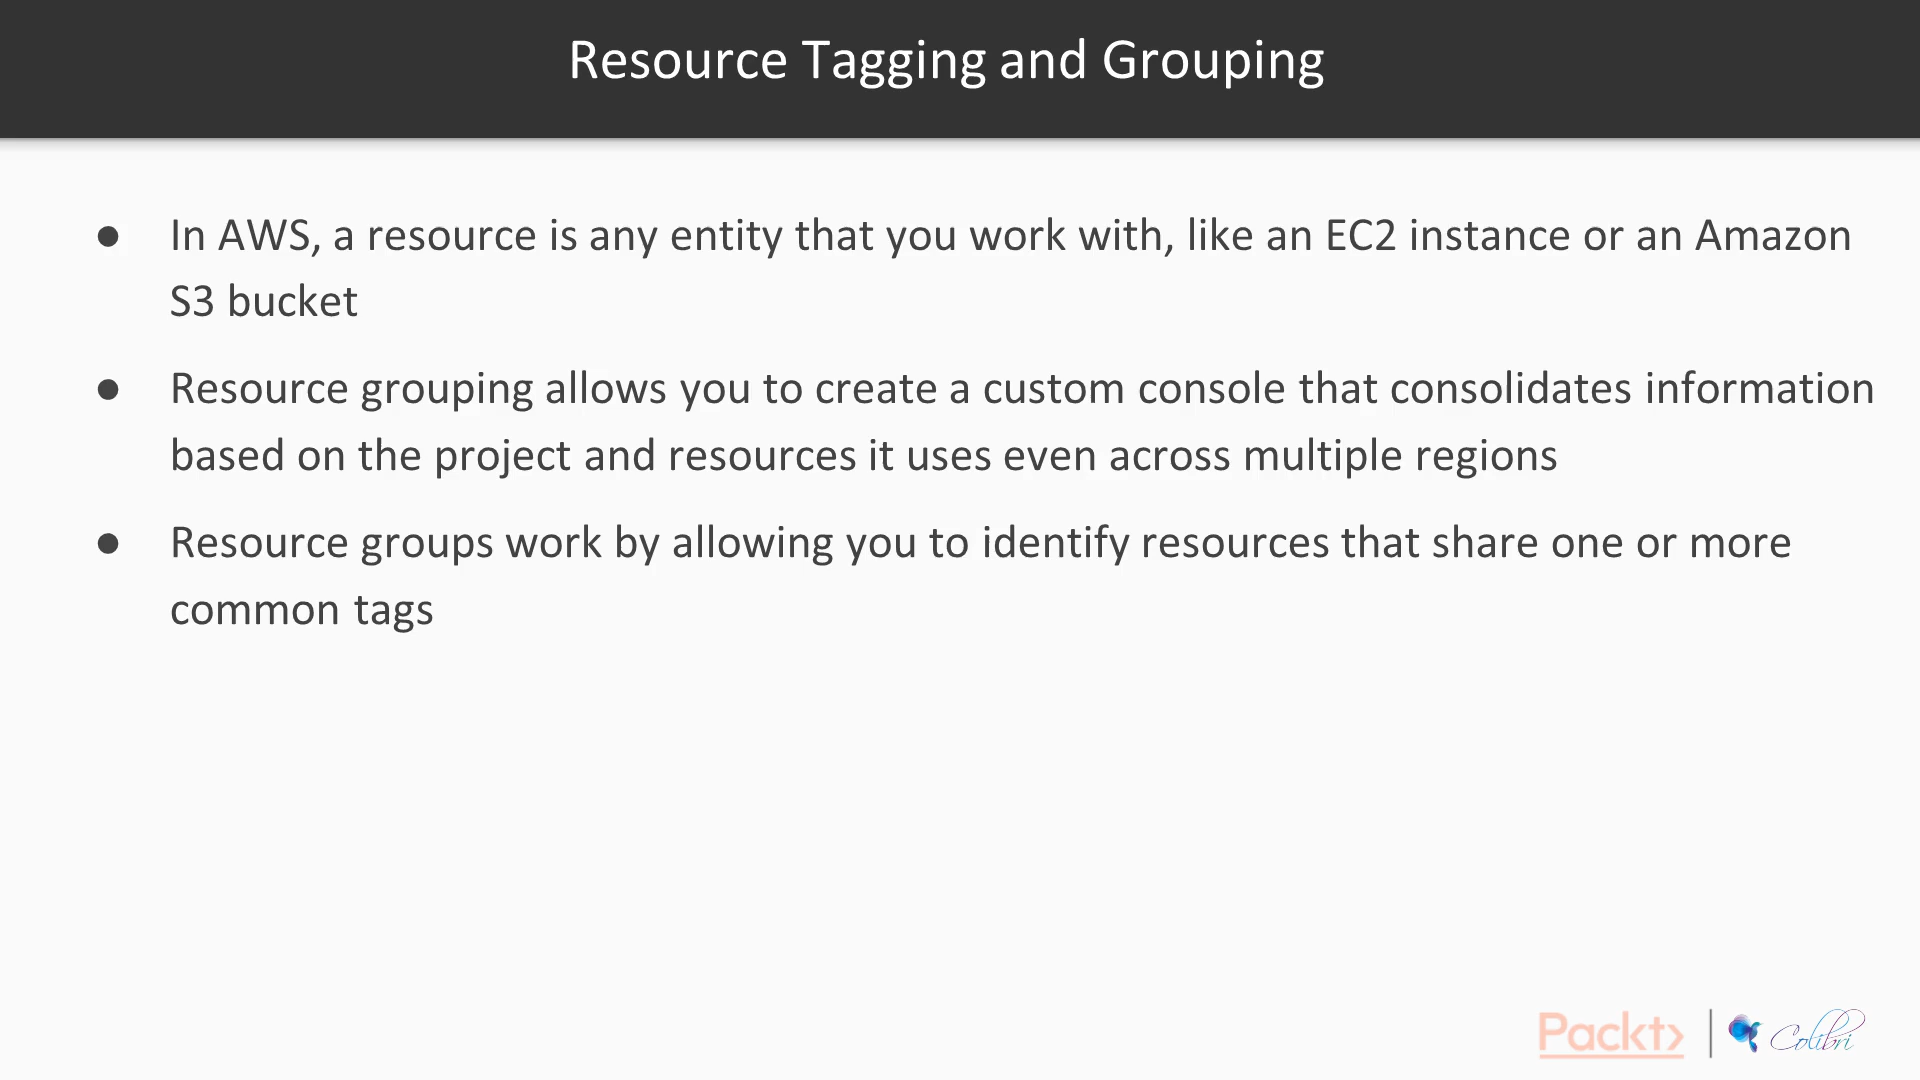 Resource Tagging and Grouping
● In AWS, a resource is any entity that you work with, like an EC2 instance or an Amazon
S3 bucket
● Resource grouping allows you to create a custom console that consolidates information
based on the project and resources it uses even across multiple regions
● Resource groups work by allowing you to identify resources that share one or more
common tags
Packt> | Colibri